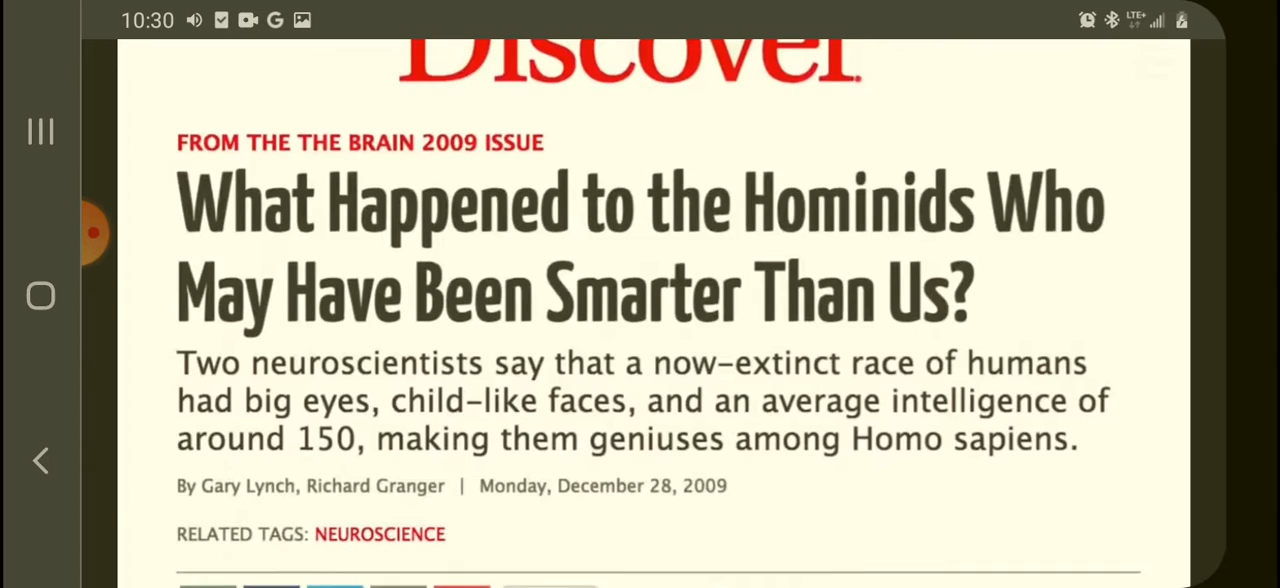 10:30
LTE+
Discover
FROM THE THE BRAIN 2009 ISSUE
What Happened to the Hominids Who
May Have Been Smarter Than Us?
Two neuroscientists say that a now-extinct race of humans
had big eyes, child-like faces, and an average intelligence of
around 150, making them geniuses among Homo sapiens.
By Gary Lynch, Richard Granger | Monday, December 28, 2009
RELATED TAGS: NEUROSCIENCE